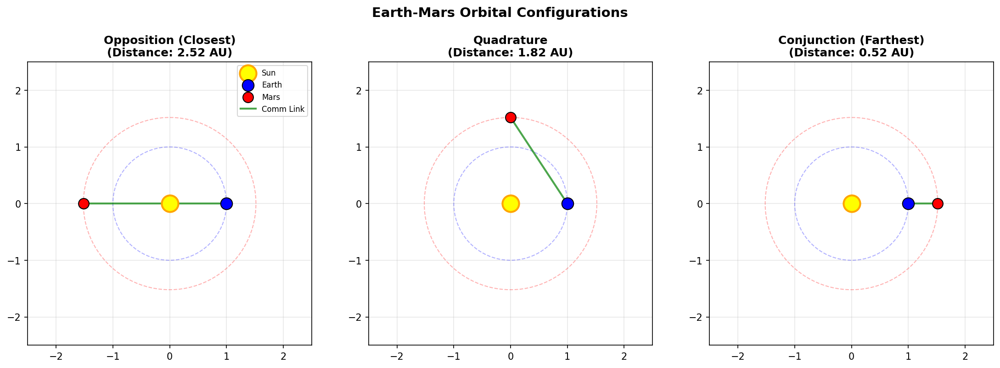 Earth-Mars Orbital Configurations
Opposition (Closest)
(Distance: 2.52 AU)
Sun
Earth
Mars
Comm Link
2
1
0
−1
−2
−2
−1
0
1
2
Quadrature
(Distance: 1.82 AU)
2
1
0
−1
−2
−2
−1
0
1
2
Conjunction (Farthest)
(Distance: 0.52 AU)
2
1
0
−1
−2
−2
−1
0
1
2